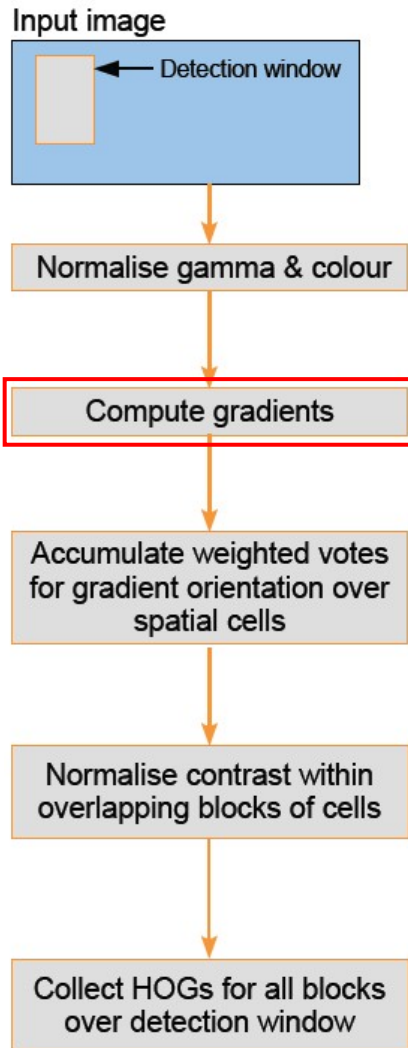 Input image
Detection window
Normalise gamma & colour
Compute gradients
Accumulate weighted votes
for gradient orientation over
spatial cells
Normalise contrast within
overlapping blocks of cells
Collect HOGs for all blocks
over detection window